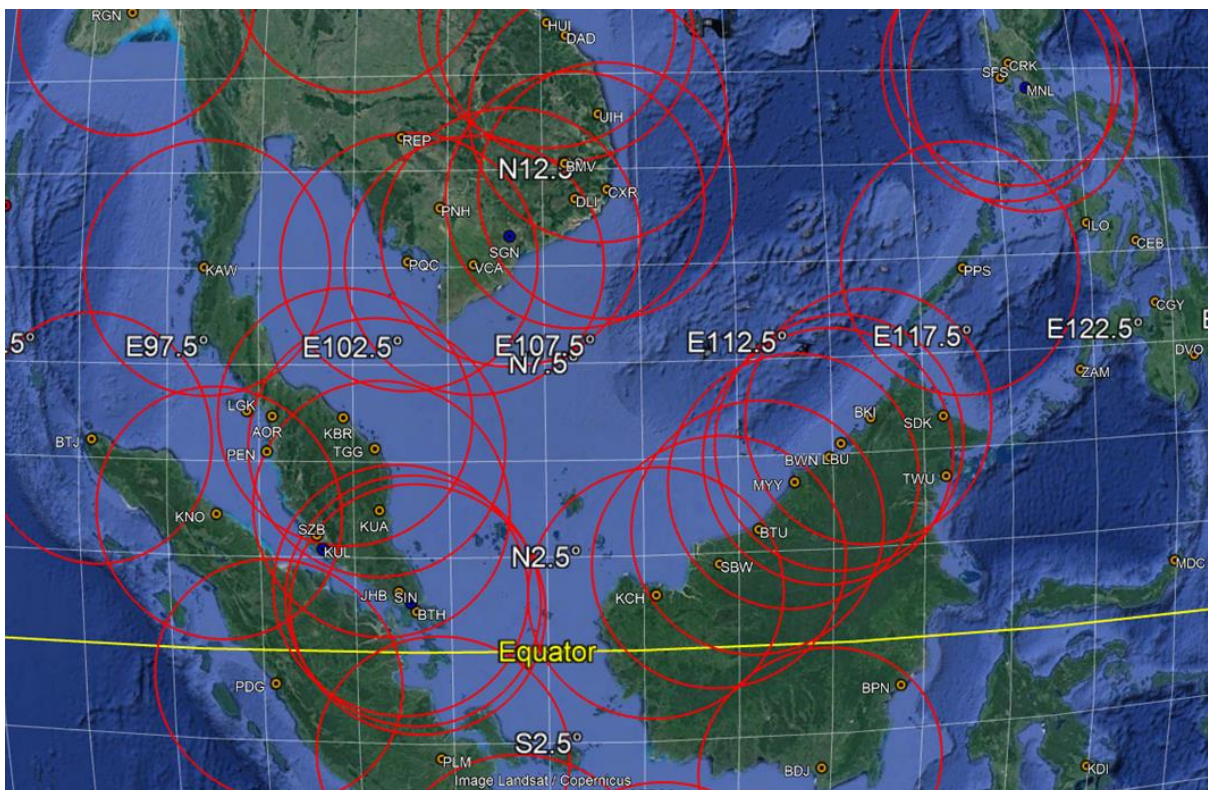 RGN
HUI
DAD
CRK
SFS
MNL
UIH
REP
N12.5°
BMV
CXR
DLI
PNH
ILO
SGN
CEB
PQC
VCA
KAW
PPS
CGY
.5°
E97.5°
E102.5°
E107.5°
E112.5°
E117.5°
E122.5°
N7.5°
DVO
ZAM
LGK
AOR
KBR
BKI
SDK
BTJ
PEN
TGG
BWN
LBU
MYY
TWU
KNO
KUA
SZB
KUL
BTU
N2.5°
SBW
MDC
JHB
SIN
KCH
BTH
Equator
PDG
BPN
S2.5°
PLM
BDJ
KDI
Image Landsat / Copernicus